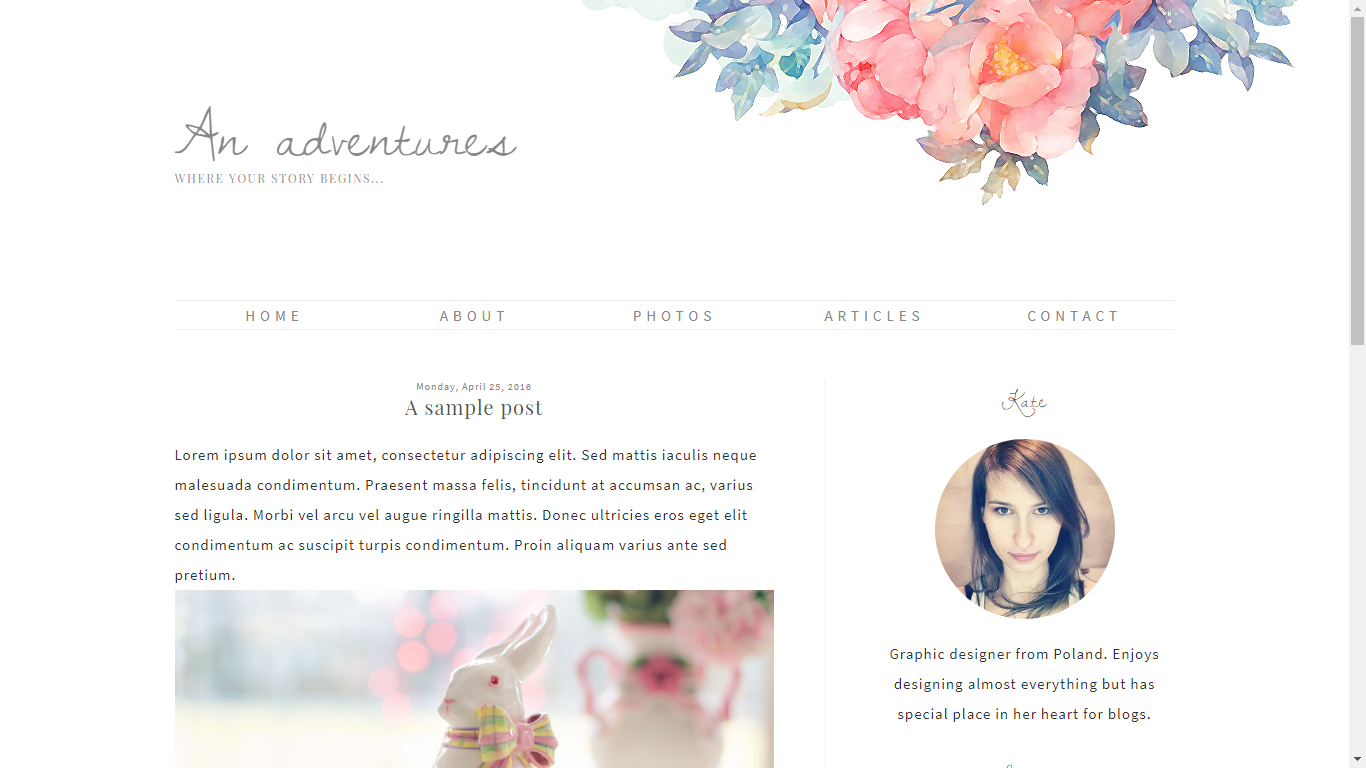 An adventures
WHERE YOUR STORY BEGINS...
HOME ABOUT PHOTOS ARTICLES CONTACT
Monday, April 25, 2016
A sample post
Lorem ipsum dolor sit amet, consectetur adipiscing elit. Sed mattis iaculis neque
malesuada condimentum. Praesent massa felis, tincidunt at accumsan ac, varius
sed ligula. Morbi vel arcu vel augue ringilla mattis. Donec ultricies eros eget elit
condimentum ac suscipit turpis condimentum. Proin aliquam varius ante sed
pretium.
Kate
Graphic designer from Poland. Enjoys
designing almost everything but has
special place in her heart for blogs.